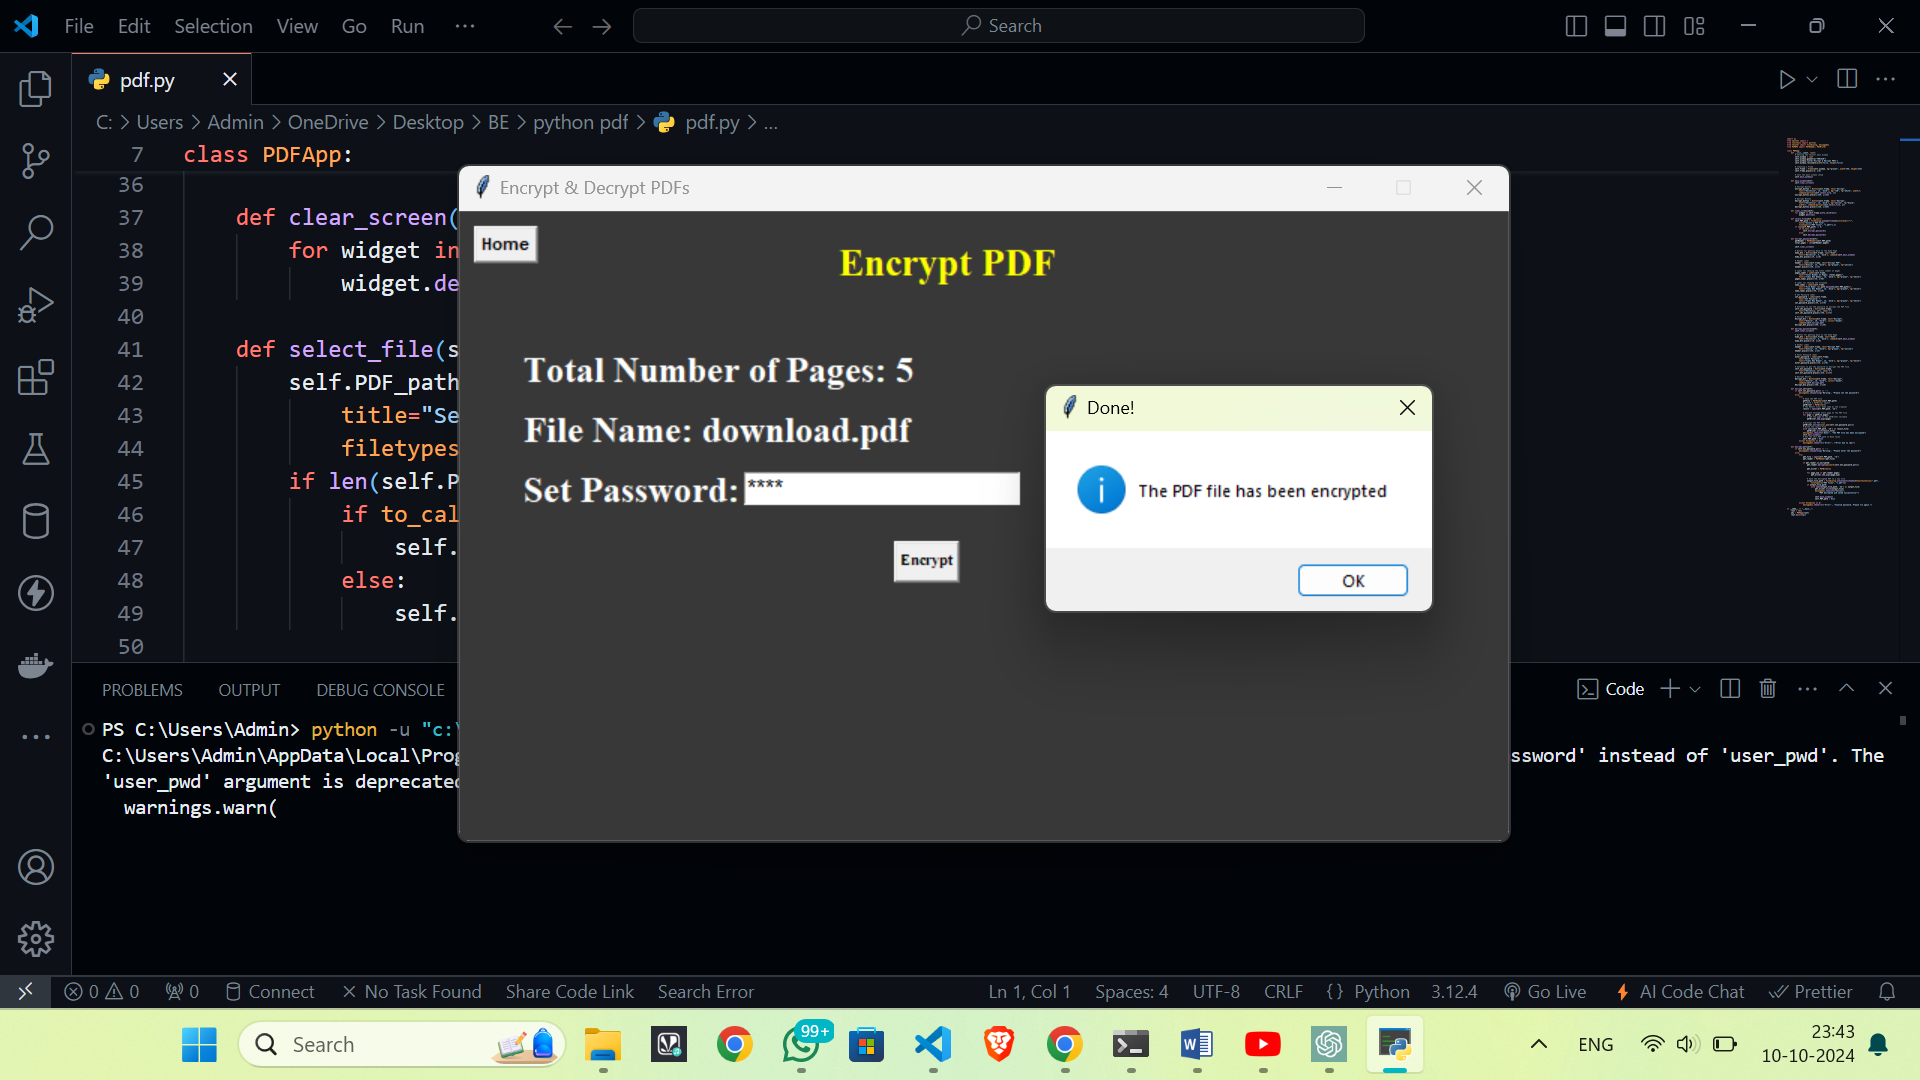 File Edit Selection View Go Run ··· Search
pdf.py
C: > Users > Admin > OneDrive > Desktop > BE > python pdf > pdf.py > ...
7 class PDFApp:
36
37 def clear_screen(
38 for widget in
39 widget.de
40
41 def select_file(s
42 self.PDF_path
43 title="Se
44 filetypes
45 if len(self.P
46 if to_cal
47 self.
48 else:
49 self.
50
Encrypt & Decrypt PDFs
Home
Encrypt PDF
Total Number of Pages: 5
File Name: download.pdf
Set Password: ****
Encrypt
Done!
The PDF file has been encrypted
OK
PROBLEMS OUTPUT DEBUG CONSOLE Code
PS C:\Users\Admin> python -u "c:\
C:\Users\Admin\AppData\Local\Prog ssword' instead of 'user_pwd'. The
'user_pwd' argument is deprecated
warnings.warn(
0 0 0 Connect No Task Found Share Code Link Search Error Ln 1, Col 1 Spaces: 4 UTF-8 CRLF {} Python 3.12.4 Go Live AI Code Chat Prettier
Search 99+ ENG 23:43
10-10-2024